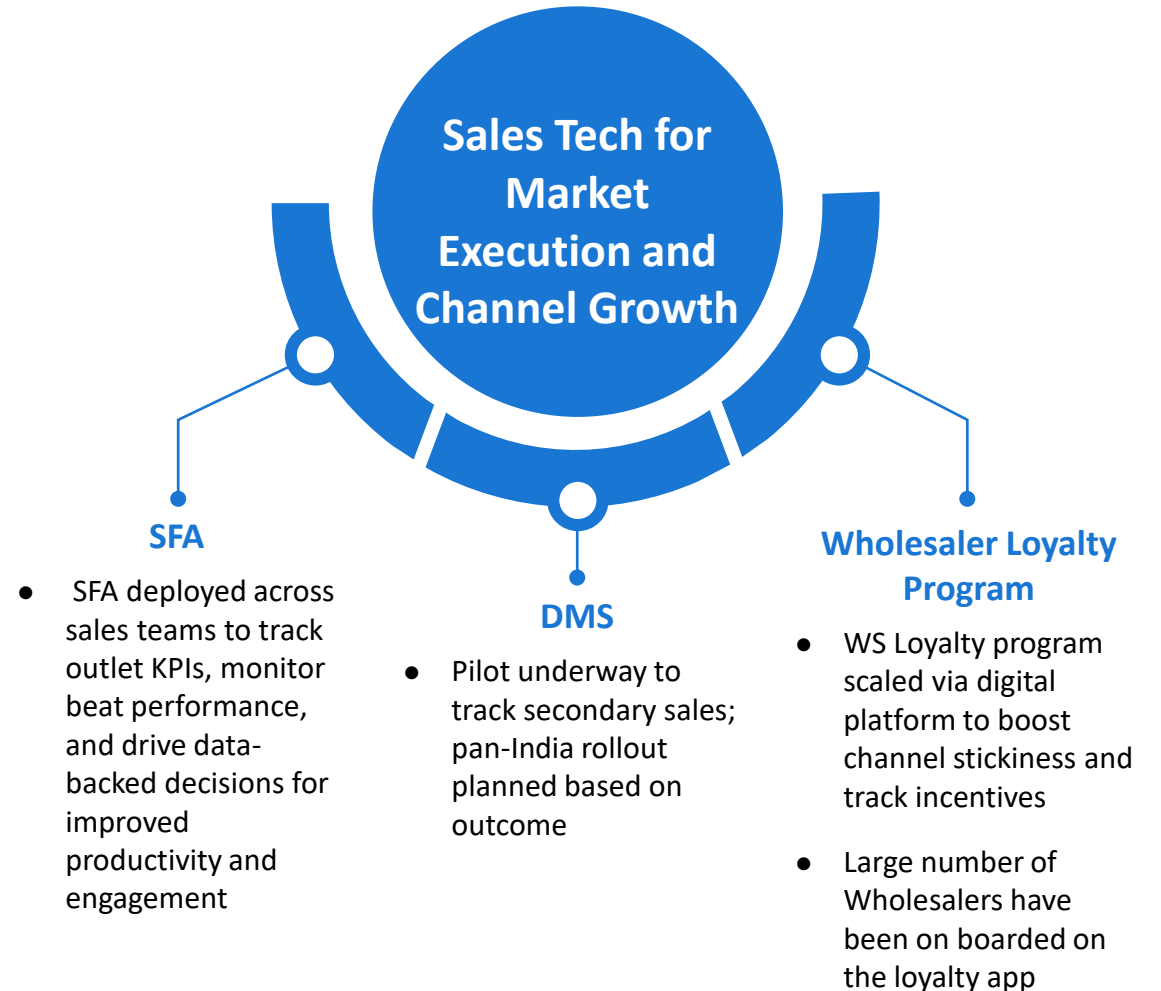 Sales Tech for
Market
Execution and
Channel Growth
SFA
● SFA deployed across
sales teams to track
outlet KPIs, monitor
beat performance,
and drive data-
backed decisions for
improved
productivity and
engagement
DMS
● Pilot underway to
track secondary sales;
pan-India rollout
planned based on
outcome
Wholesaler Loyalty
Program
● WS Loyalty program
scaled via digital
platform to boost
channel stickiness and
track incentives
● Large number of
Wholesalers have
been on boarded on
the loyalty app